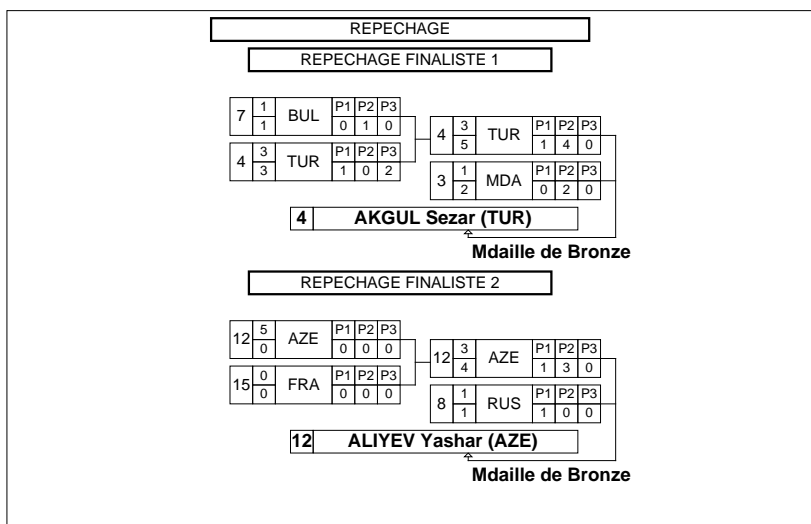 REPECHAGE
REPECHAGE FINALISTE 1
7 1 BUL P1 P2 P3
1 0 1 0
4 3 TUR P1 P2 P3
3 1 0 2
4 3 TUR P1 P2 P3
5 1 4 0
3 1 MDA P1 P2 P3
2 0 2 0
4 AKGUL Sezar (TUR)
Mdaille de Bronze
REPECHAGE FINALISTE 2
12 5 AZE P1 P2 P3
0 0 0 0
15 0 FRA P1 P2 P3
0 0 0 0
12 3 AZE P1 P2 P3
4 1 3 0
8 1 RUS P1 P2 P3
1 1 0 0
12 ALIYEV Yashar (AZE)
Mdaille de Bronze